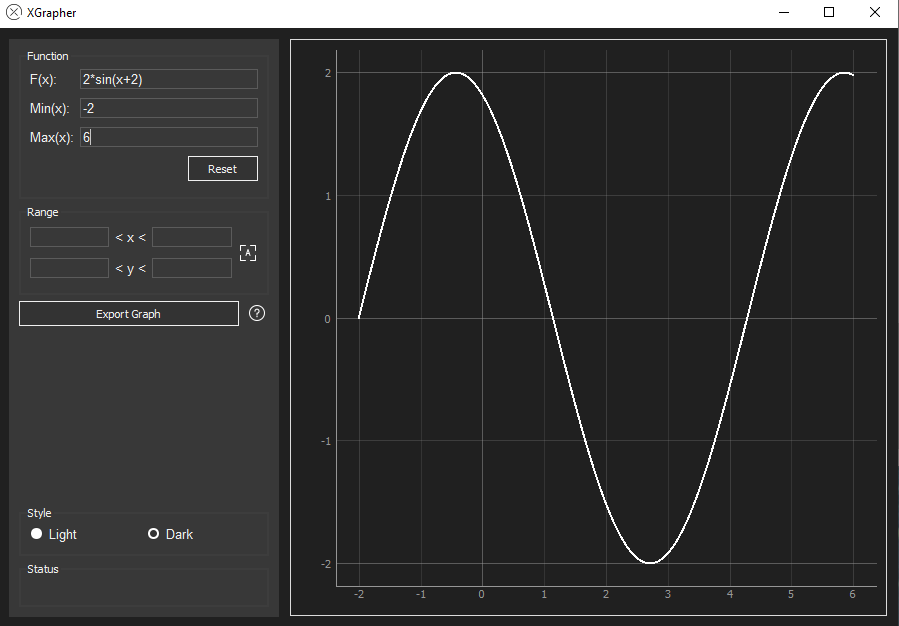 XGrapher
Function
F(x): 2*sin(x+2)
Min(x): -2
Max(x): 6
Reset
Range
< x <
A
< y <
Export Graph ?
Style
Light Dark
Status
2
1
0
-1
-2
-2 -1 0 1 2 3 4 5 6